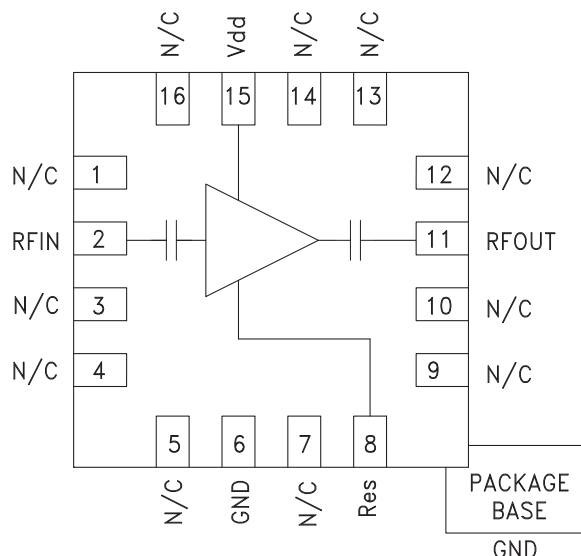 N/C Vdd N/C N/C
16 15 14 13
N/C 1 12 N/C
RFIN 2 11 RFOUT
N/C 3 10 N/C
N/C 4 9 N/C
5 6 7 8
N/C GND N/C Res
PACKAGE
BASE
GND